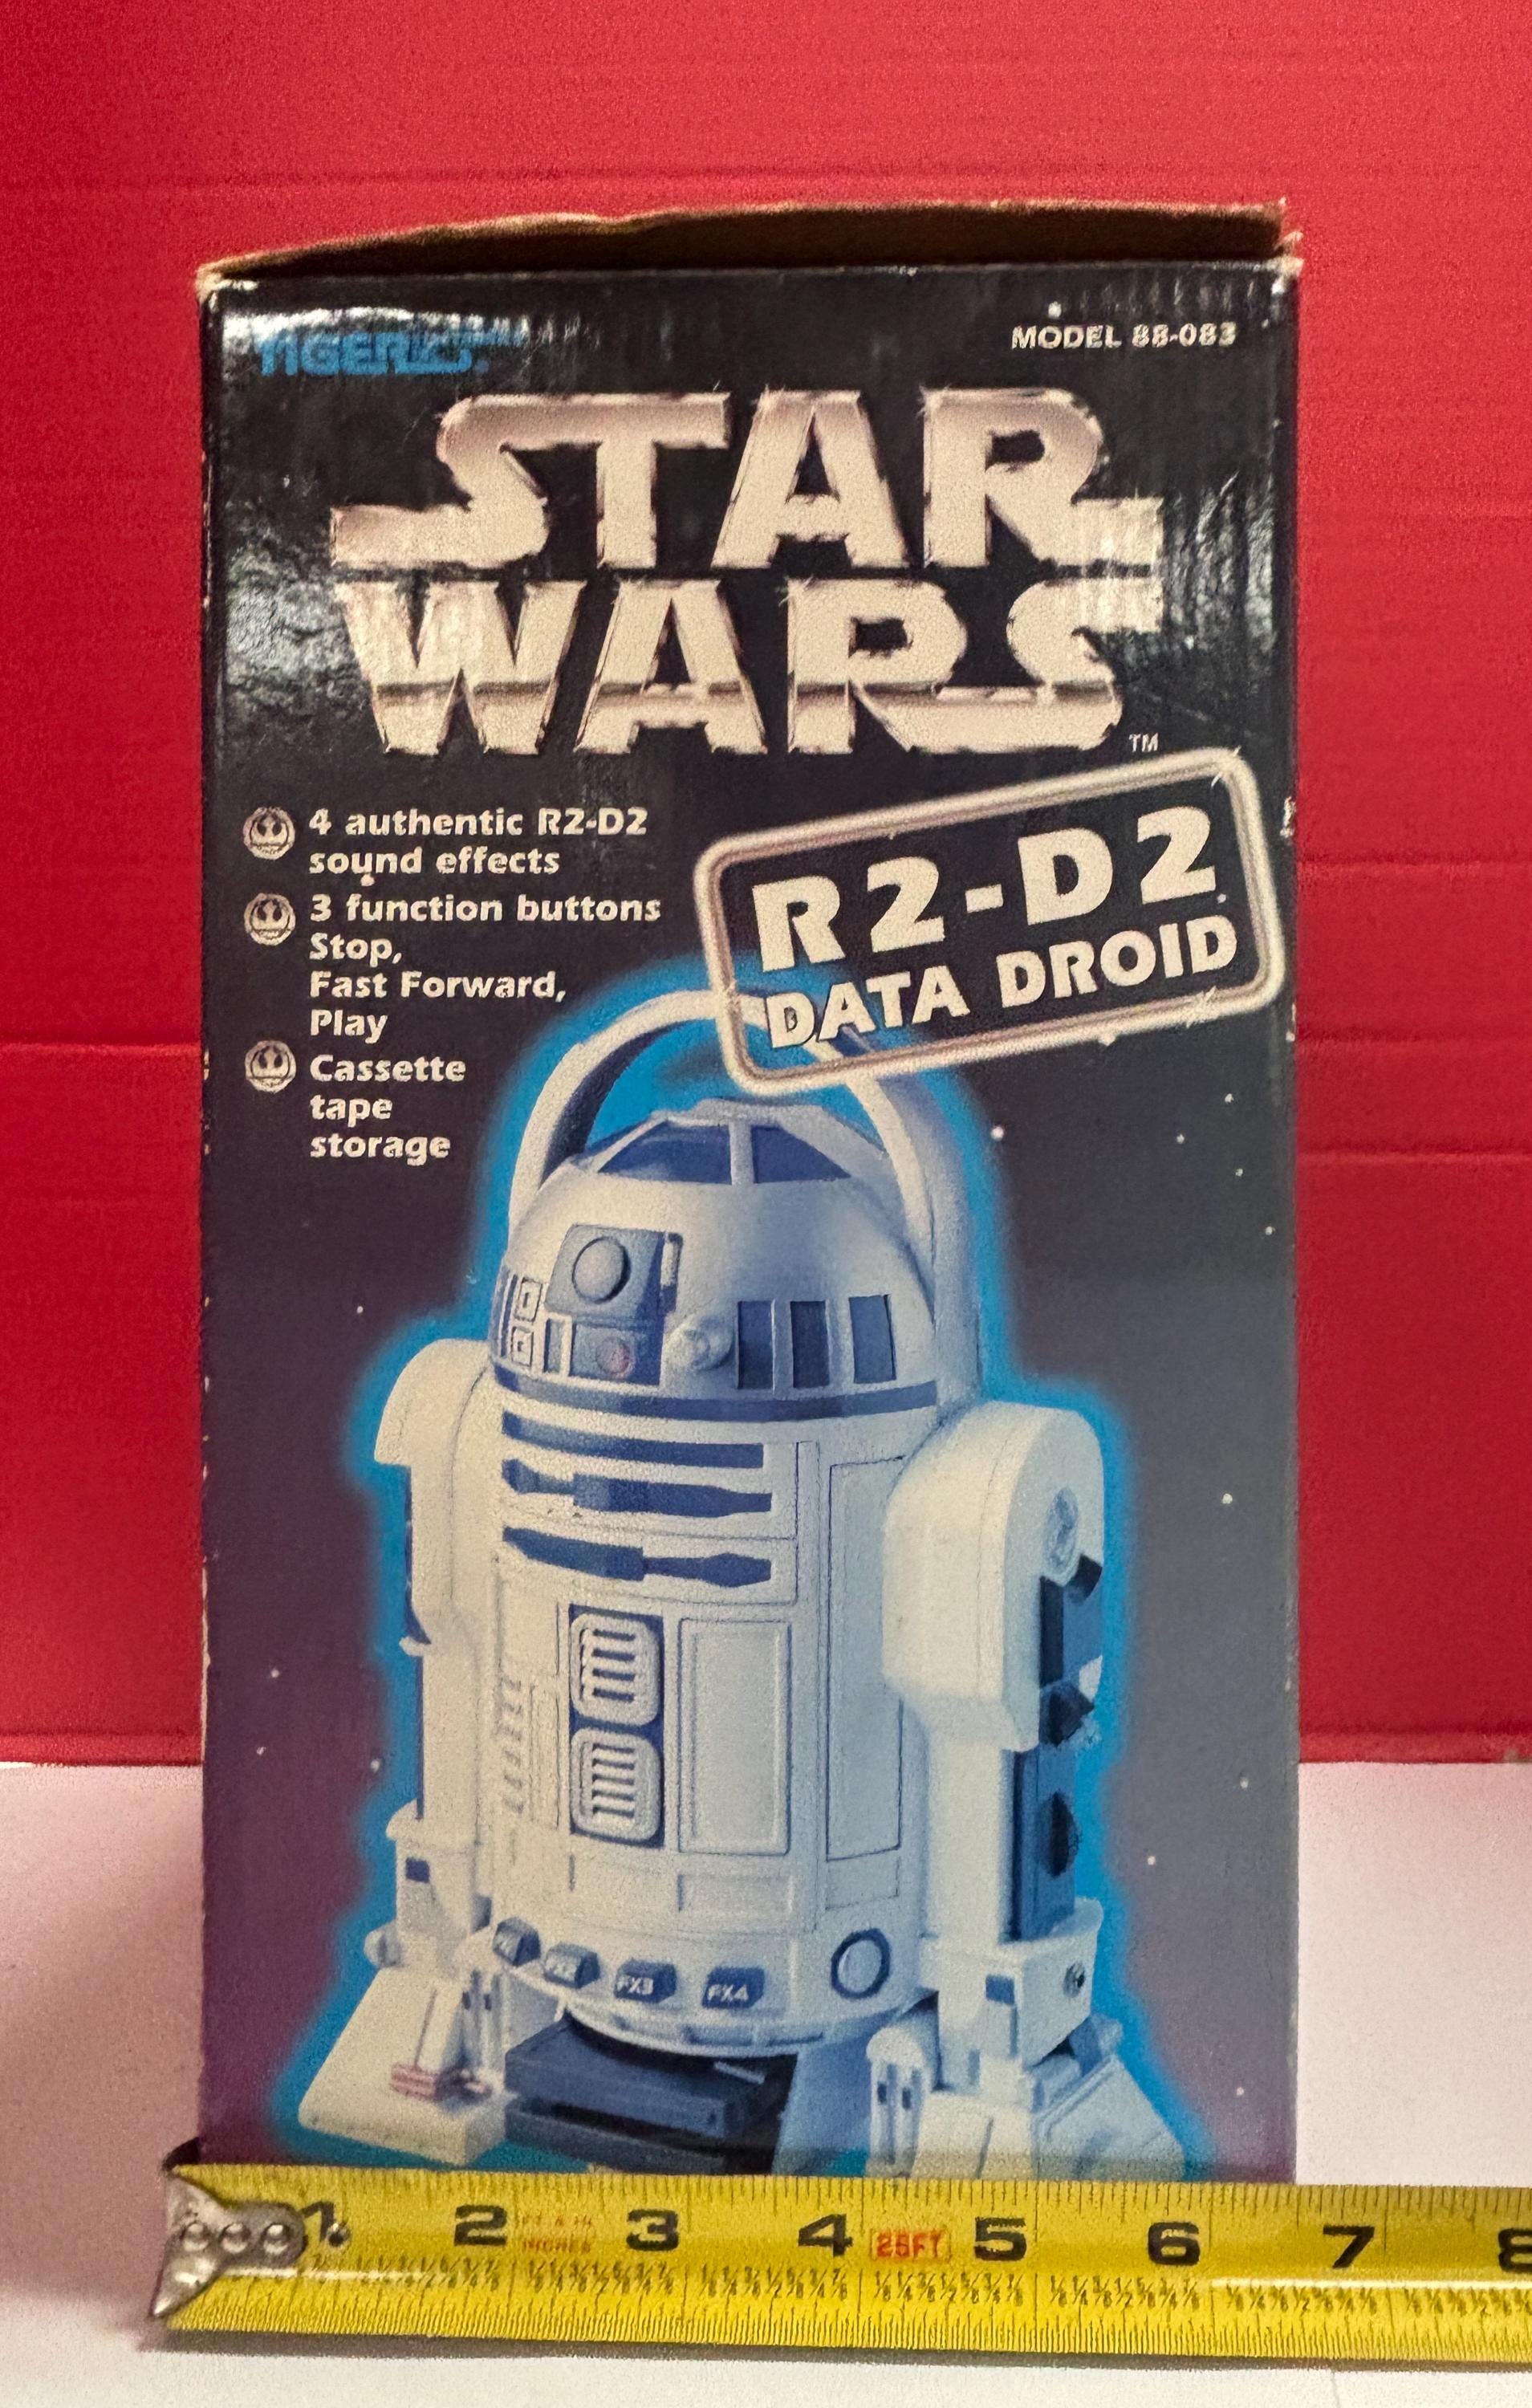 TIGER
MODEL 88-083
STAR
WARS
TM
4 authentic R2-D2
sound effects
3 function buttons
Stop,
Fast Forward,
Play
Cassette
tape
storage
R2-D2
DATA DROID
FX3
FX4
1 2 3 4 25FT 5 6 7 8
INCHES